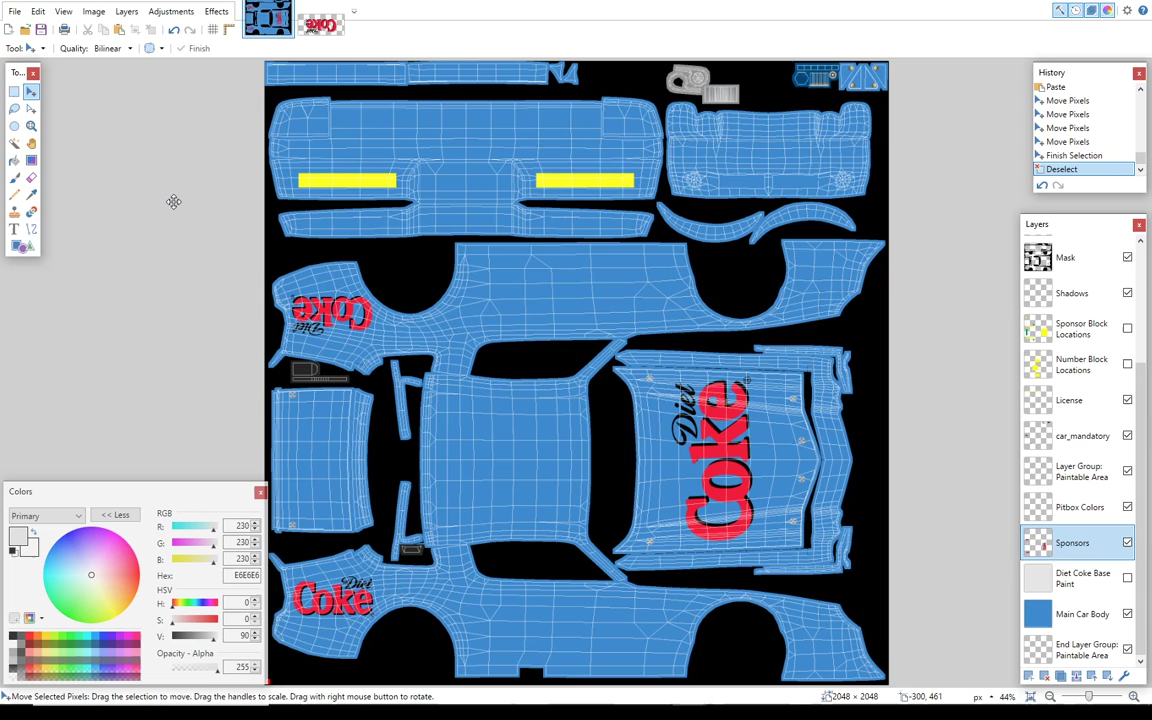 File Edit View Image Layers Adjustments Effects
Tool: Quality: Bilinear Finish
To...
History
Paste
Move Pixels
Move Pixels
Move Pixels
Move Pixels
Finish Selection
Deselect
Layers
Mask
Shadows
Sponsor Block
Locations
Number Block
Locations
License
car_mandatory
Layer Group:
Paintable Area
Pitbox Colors
Sponsors
Diet Coke Base
Paint
Main Car Body
End Layer Group:
Paintable Area
Coke
Diet
Coke
Diet
Coke
Diet
Coke
Colors
Primary << Less
RGB
R: 230
G: 230
B: 230
Hex: E6E6E6
HSV
H: 0
S: 0
V: 90
Opacity - Alpha
255
Move Selected Pixels: Drag the selection to move. Drag the handles to scale. Drag with right mouse button to rotate.
2048 × 2048 -300, 461 px 44%